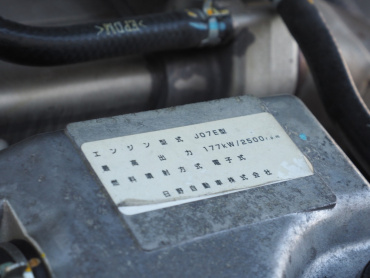 >EPDM<
エンジン型式 J07E型
最高出力 177kW/2500
燃料噴射方式 電子式
日野自動車株式会社